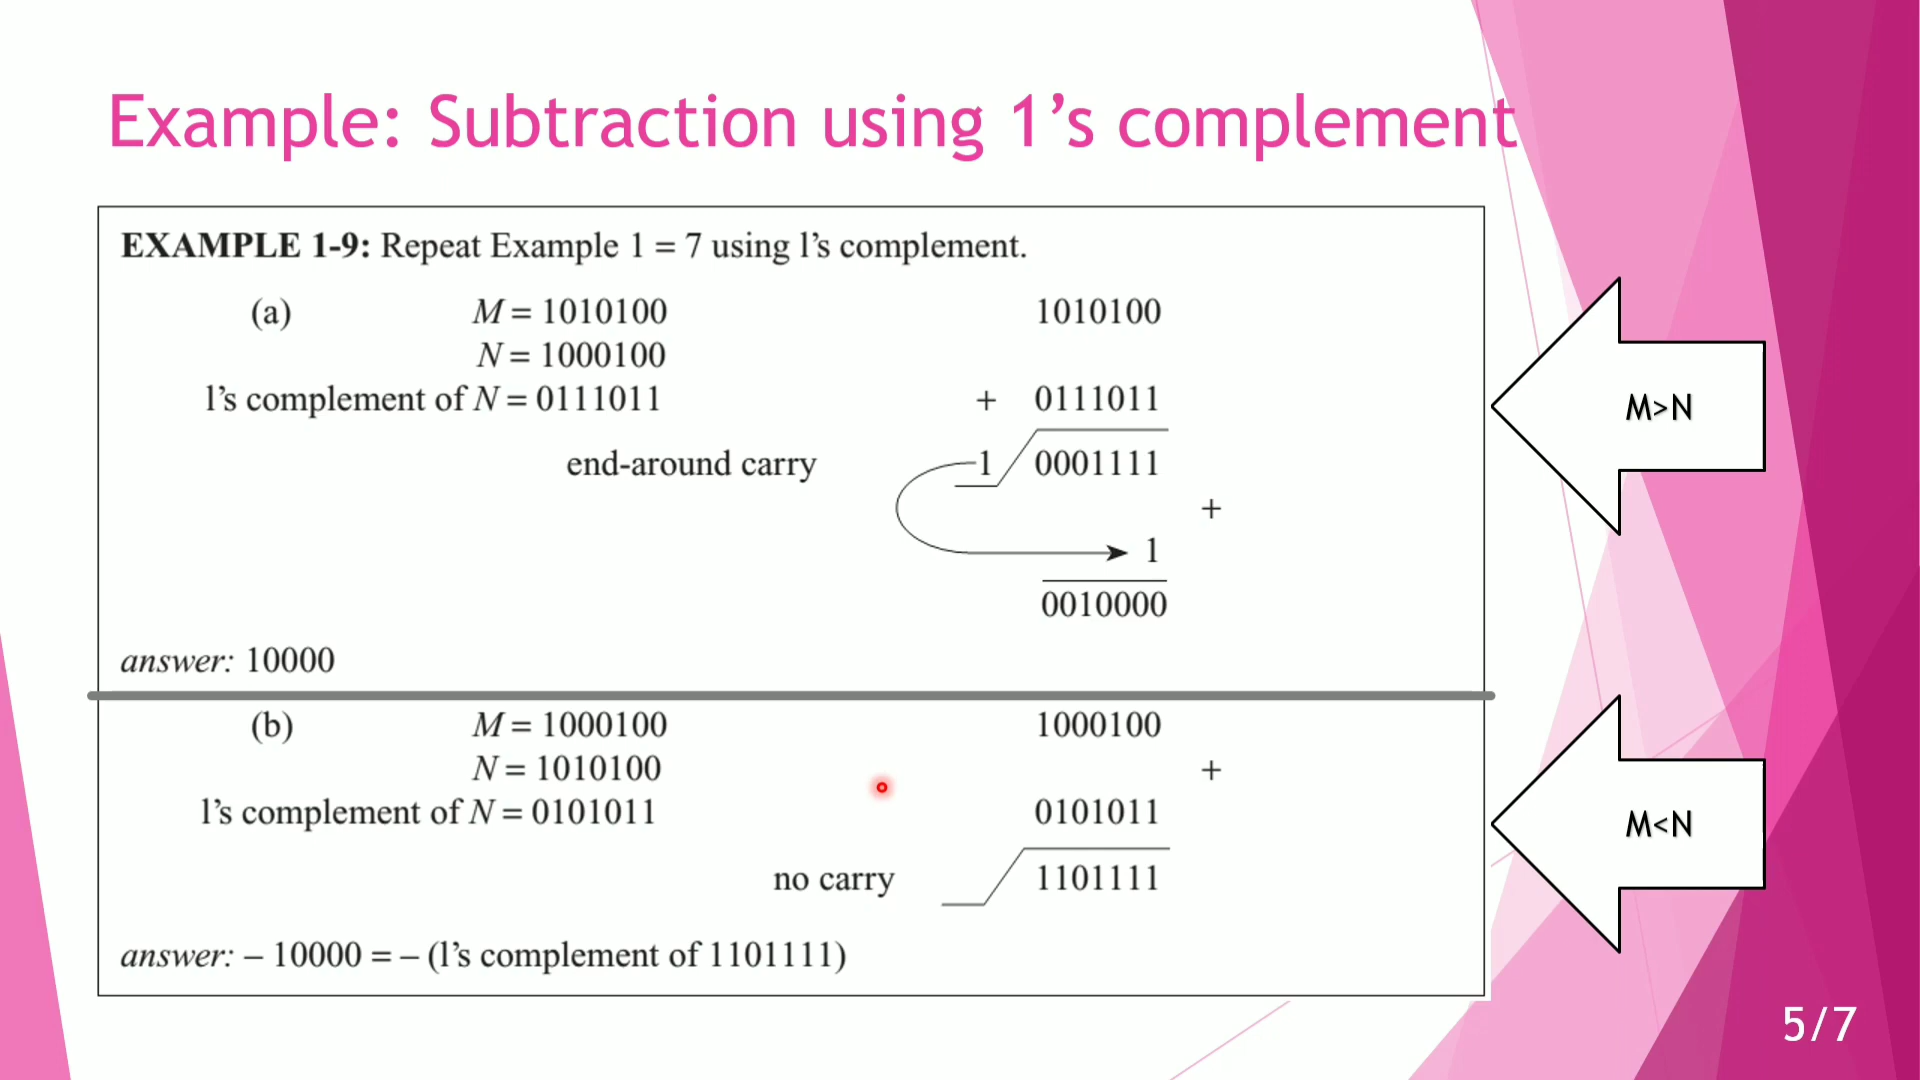 Example: Subtraction using 1’s complement
EXAMPLE 1-9: Repeat Example 1 = 7 using l’s complement.
(a) M = 1010100 1010100
N = 1000100
l’s complement of N = 0111011 + 0111011
end-around carry 1 0001111
+
1
0010000
answer: 10000
M>N
(b) M = 1000100 1000100
N = 1010100 +
l’s complement of N = 0101011 0101011
no carry 1101111
answer: – 10000 = – (l’s complement of 1101111)
M<N
5/7